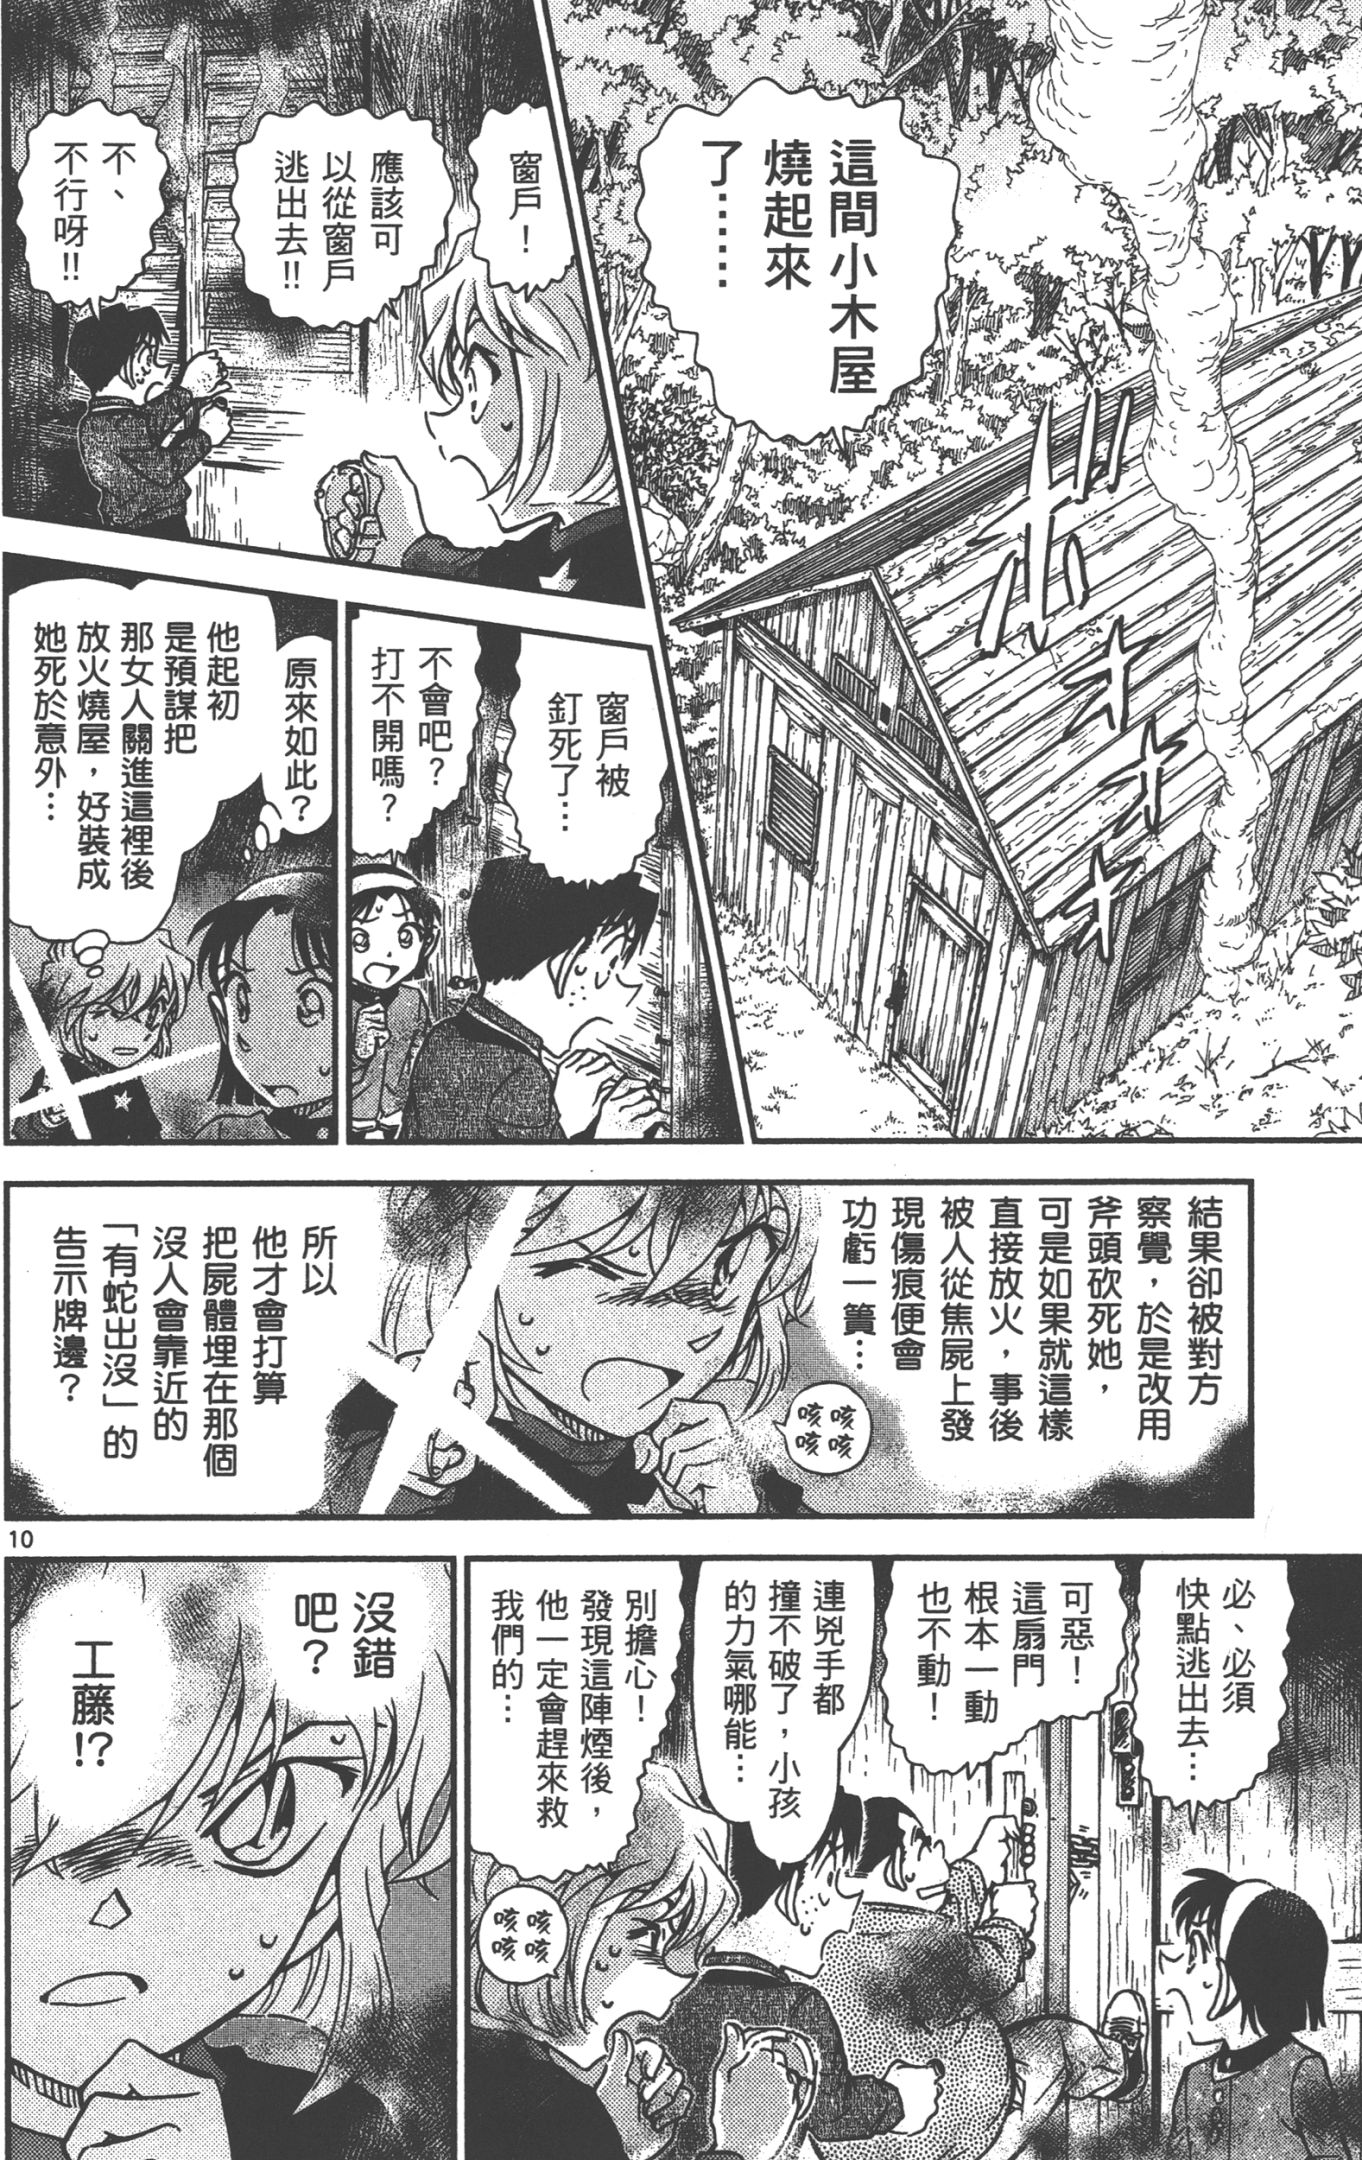 這間小木屋
燒起來
了……
ボォォォ
窗戶！
應該可
以從窗戶
逃出去!!
不、
不行呀!!
窗戶被
釘死了…
不會吧？
打不開嗎？
原來如此？
他起初
是預謀把
那女人關進這裡後
放火燒屋，好裝成
她死於意外…
結果卻被對方
察覺，於是改用
斧頭砍死她，
可是如果就這樣
直接放火，事後
被人從焦屍上發
現傷痕便會
功虧一簣…
咳咳
咳咳
所以
他才會打算
把屍體埋在那個
沒人會靠近的
「有蛇出沒」的
告示牌邊？
10
必、必須
快點逃出去…
可惡！
這扇門
根本一動
也不動！
連兇手都
撞不破了，小孩
的力氣哪能…
別擔心！
發現這陣煙後，
他一定會趕來救
我們的…
咳咳
咳咳
沒錯
吧？
工藤!?